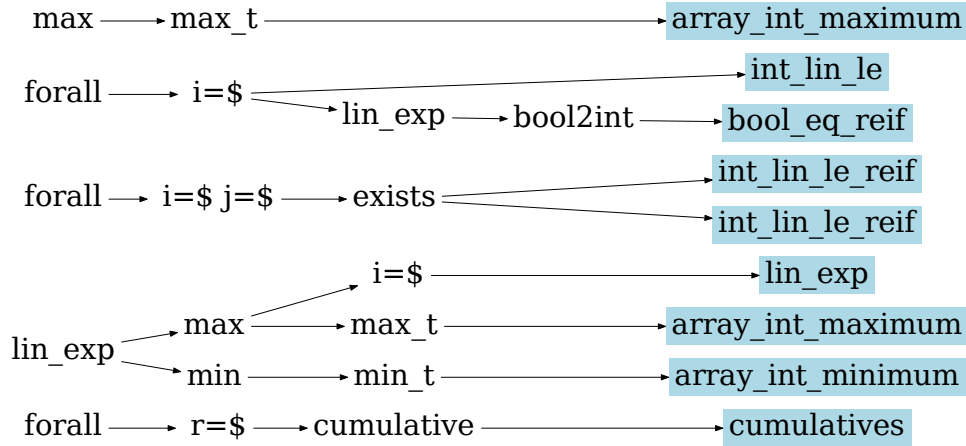 max max_t array_int_maximum
int_lin_le
forall i=$
lin_exp bool2int bool_eq_reif
int_lin_le_reif
forall i=$ j=$ exists
int_lin_le_reif
i=$ lin_exp
max max_t array_int_maximum
lin_exp
min min_t array_int_minimum
forall r=$ cumulative cumulatives